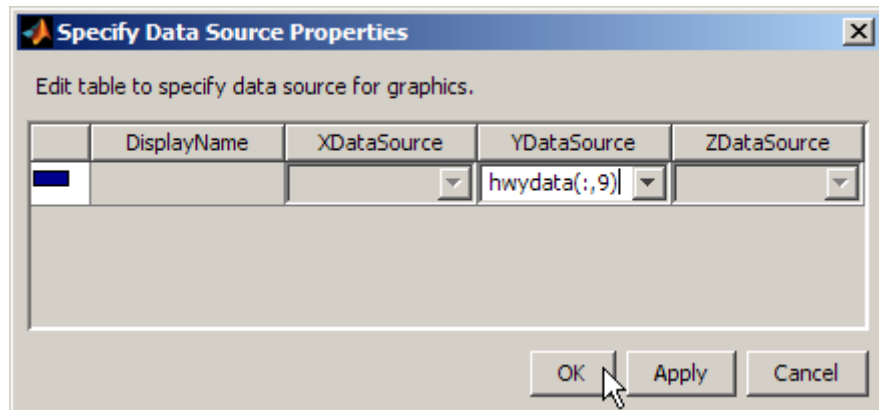 Specify Data Source Properties
Edit table to specify data source for graphics.
DisplayName XDataSource YDataSource ZDataSource
hwydata(:,9)
OK Apply Cancel